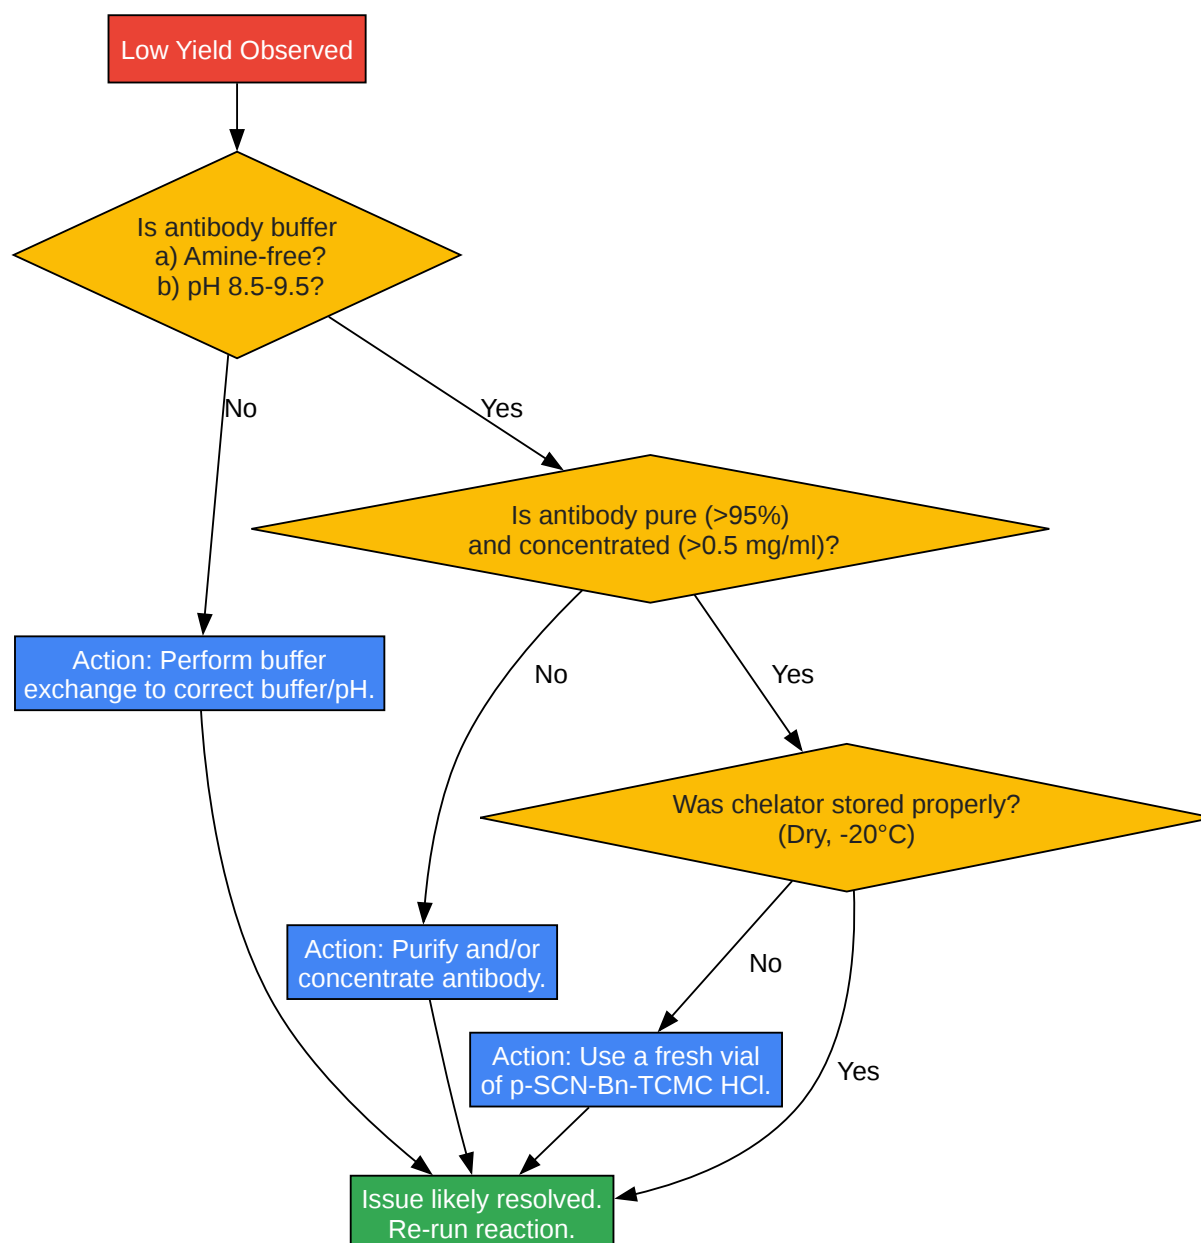 Low Yield Observed
Is antibody buffer
a) Amine-free?
b) pH 8.5-9.5?
No
Yes
Is antibody pure (>95%)
and concentrated (>0.5 mg/ml)?
Action: Perform buffer
exchange to correct buffer/pH.
No
Yes
Was chelator stored properly?
(Dry, -20°C)
Action: Purify and/or
concentrate antibody.
No
Action: Use a fresh vial
of p-SCN-Bn-TCMC HCl.
Yes
Issue likely resolved.
Re-run reaction.